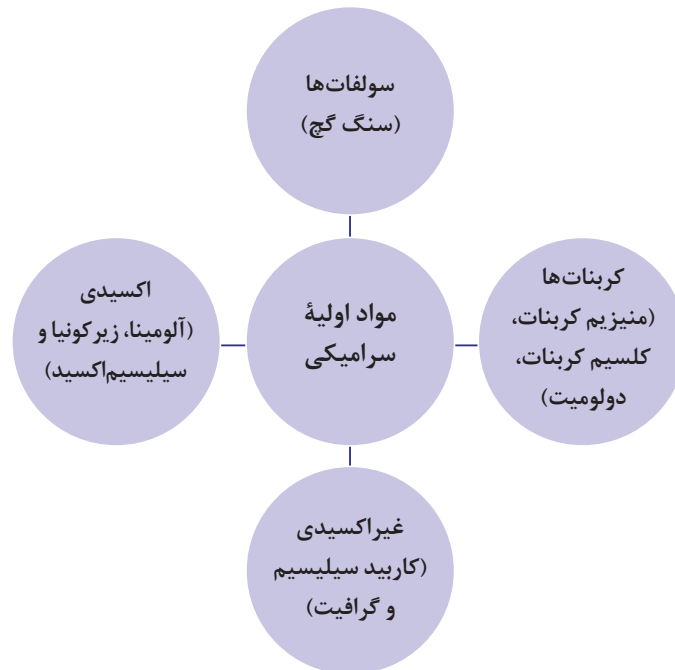 سولفات‌ها
(سنگ گچ)
کربنات‌ها
(منیزیم کربنات،
کلسیم کربنات،
دولومیت)
مواد اولیهٔ
سرامیکی
اکسیدی
(آلومینا، زیرکونیا و
سیلیسیم‌اکسید)
غیراکسیدی
(کاربید سیلیسیم
و گرافیت)